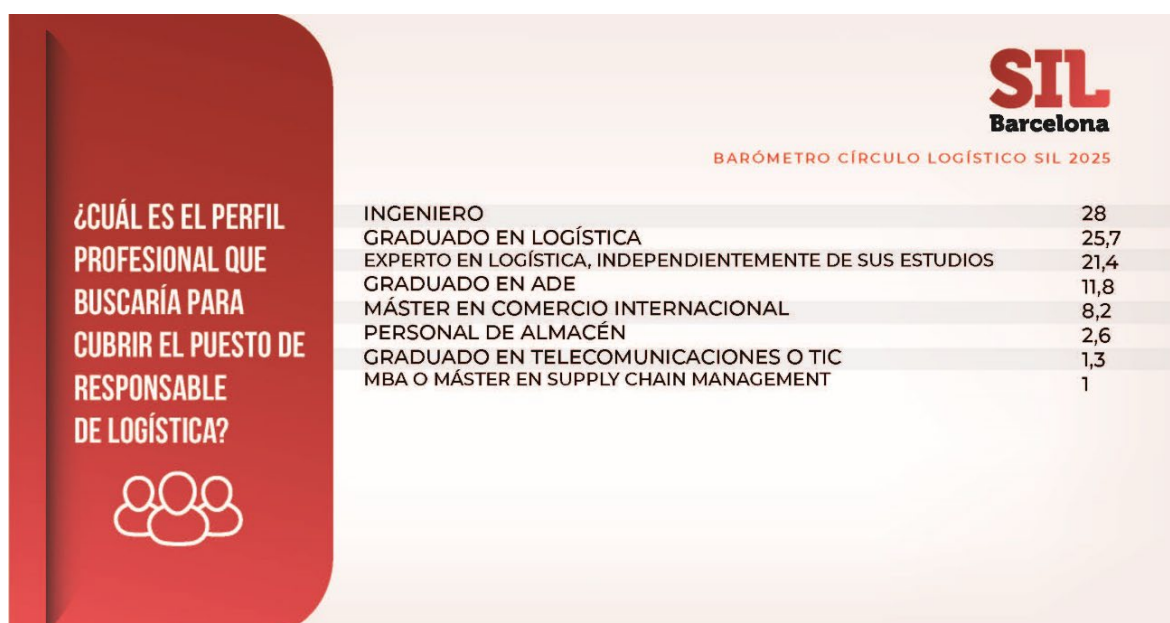 SIL
Barcelona
BARÓMETRO CÍRCULO LOGÍSTICO SIL 2025
¿CUÁL ES EL PERFIL
PROFESIONAL QUE
BUSCARÍA PARA
CUBRIR EL PUESTO DE
RESPONSABLE
DE LOGÍSTICA?
INGENIERO 28
GRADUADO EN LOGÍSTICA 25,7
EXPERTO EN LOGÍSTICA, INDEPENDIENTEMENTE DE SUS ESTUDIOS 21,4
GRADUADO EN ADE 11,8
MÁSTER EN COMERCIO INTERNACIONAL 8,2
PERSONAL DE ALMACÉN 2,6
GRADUADO EN TELECOMUNICACIONES O TIC 1,3
MBA O MÁSTER EN SUPPLY CHAIN MANAGEMENT 1